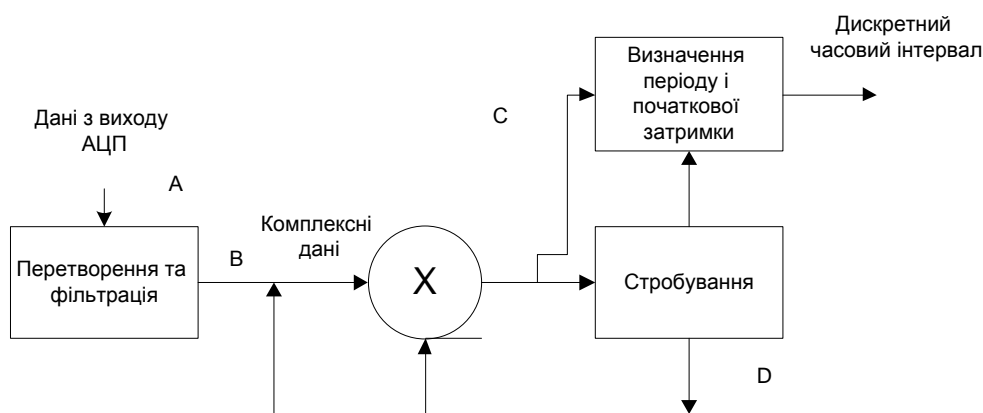 Дискретний
часовий інтервал
Визначення
періоду і
початкової
затримки
C
Дані з виходу
АЦП
A
Комплексні
дані
B
Перетворення та
фільтрація
X
Стробування
D